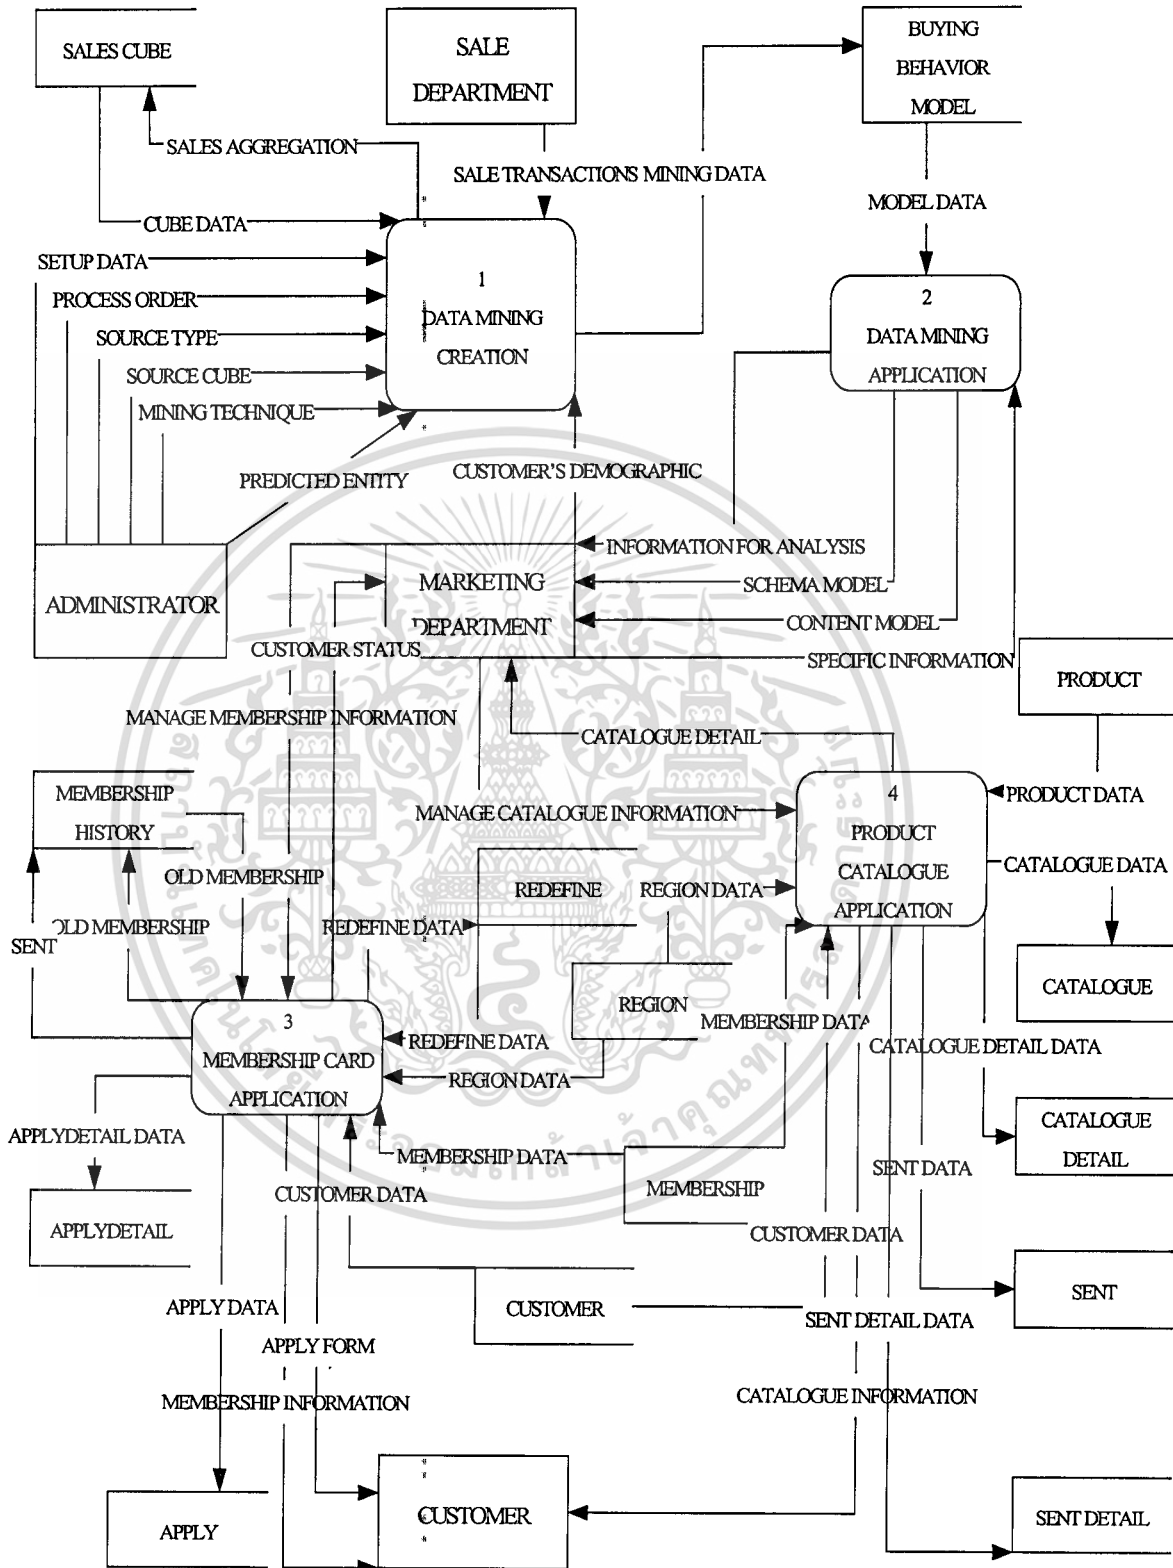 SALES CUBE
SALE
DEPARTMENT
BUYING
BEHAVIOR
MODEL
SALES AGGREGATION
SALE TRANSACTIONS
MINING DATA
MODEL DATA
CUBE DATA
SETUP DATA
PROCESS ORDER
SOURCE TYPE
SOURCE CUBE
MINING TECHNIQUE
1
DATA MINING
CREATION
2
DATA MINING
APPLICATION
PREDICTED ENTITY
CUSTOMER'S DEMOGRAPHIC
INFORMATION FOR ANALYSIS
ADMINISTRATOR
MARKETING
DEPARTMENT
SCHEMA MODEL
CONTENT MODEL
CUSTOMER STATUS
SPECIFIC INFORMATION
PRODUCT
MANAGE MEMBERSHIP INFORMATION
CATALOGUE DETAIL
MEMBERSHIP
HISTORY
MANAGE CATALOGUE INFORMATION
4
PRODUCT
CATALOGUE
APPLICATION
PRODUCT DATA
CATALOGUE DATA
OLD MEMBERSHIP
REDEFINE
REGION DATA
SENT
OLD MEMBERSHIP
REDEFINE DATA
REGION
CATALOGUE
3
MEMBERSHIP CARD
APPLICATION
REDEFINE DATA
REGION DATA
MEMBERSHIP DATA
CATALOGUE DETAIL DATA
APPLYDETAIL DATA
MEMBERSHIP DATA
CATALOGUE
DETAIL
SENT DATA
APPLYDETAIL
CUSTOMER DATA
MEMBERSHIP
CUSTOMER DATA
APPLY DATA
CUSTOMER
SENT DETAIL DATA
SENT
APPLY FORM
MEMBERSHIP INFORMATION
CATALOGUE INFORMATION
APPLY
CUSTOMER
SENT DETAIL